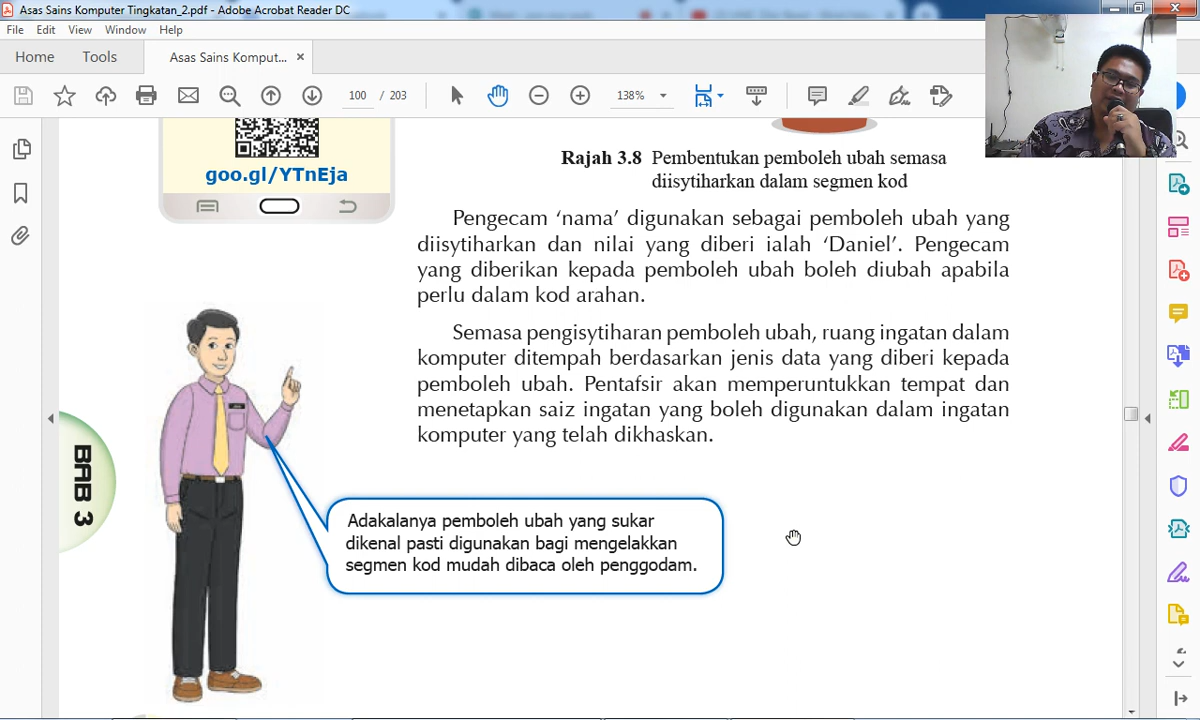 Asas Sains Komputer Tingkatan_2.pdf - Adobe Acrobat Reader DC
File Edit View Window Help
Home Tools Asas Sains Komput... ×
100 / 203 138%
goo.gl/YTnEja
Rajah 3.8 Pembentukan pemboleh ubah semasa
diisytiharkan dalam segmen kod
Pengecam ‘nama’ digunakan sebagai pemboleh ubah yang
diisytiharkan dan nilai yang diberi ialah ‘Daniel’. Pengecam
yang diberikan kepada pemboleh ubah boleh diubah apabila
perlu dalam kod arahan.
Semasa pengisytiharan pemboleh ubah, ruang ingatan dalam
komputer ditempah berdasarkan jenis data yang diberi kepada
pemboleh ubah. Pentafsir akan memperuntukkan tempat dan
menetapkan saiz ingatan yang boleh digunakan dalam ingatan
komputer yang telah dikhaskan.
BAB 3
Adakalanya pemboleh ubah yang sukar
dikenal pasti digunakan bagi mengelakkan
segmen kod mudah dibaca oleh penggodam.